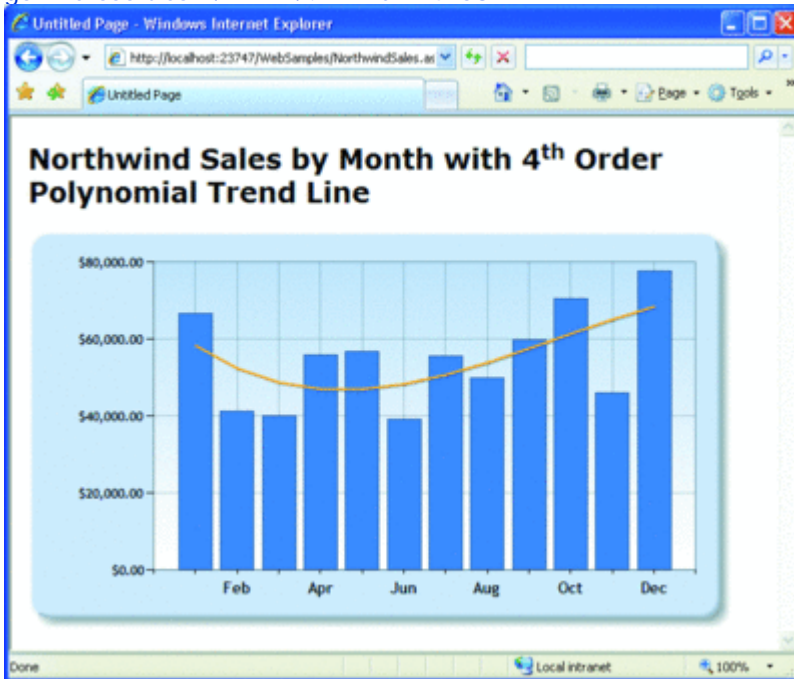 Untitled Page - Windows Internet Explorer
http://localhost:23747/WebSamples/NorthwindSales.as
Untitled Page
Page
Tools
Northwind Sales by Month with 4th Order
Polynomial Trend Line
$80,000.00
$60,000.00
$40,000.00
$20,000.00
$0.00
Feb Apr Jun Aug Oct Dec
Done Local intranet 100%